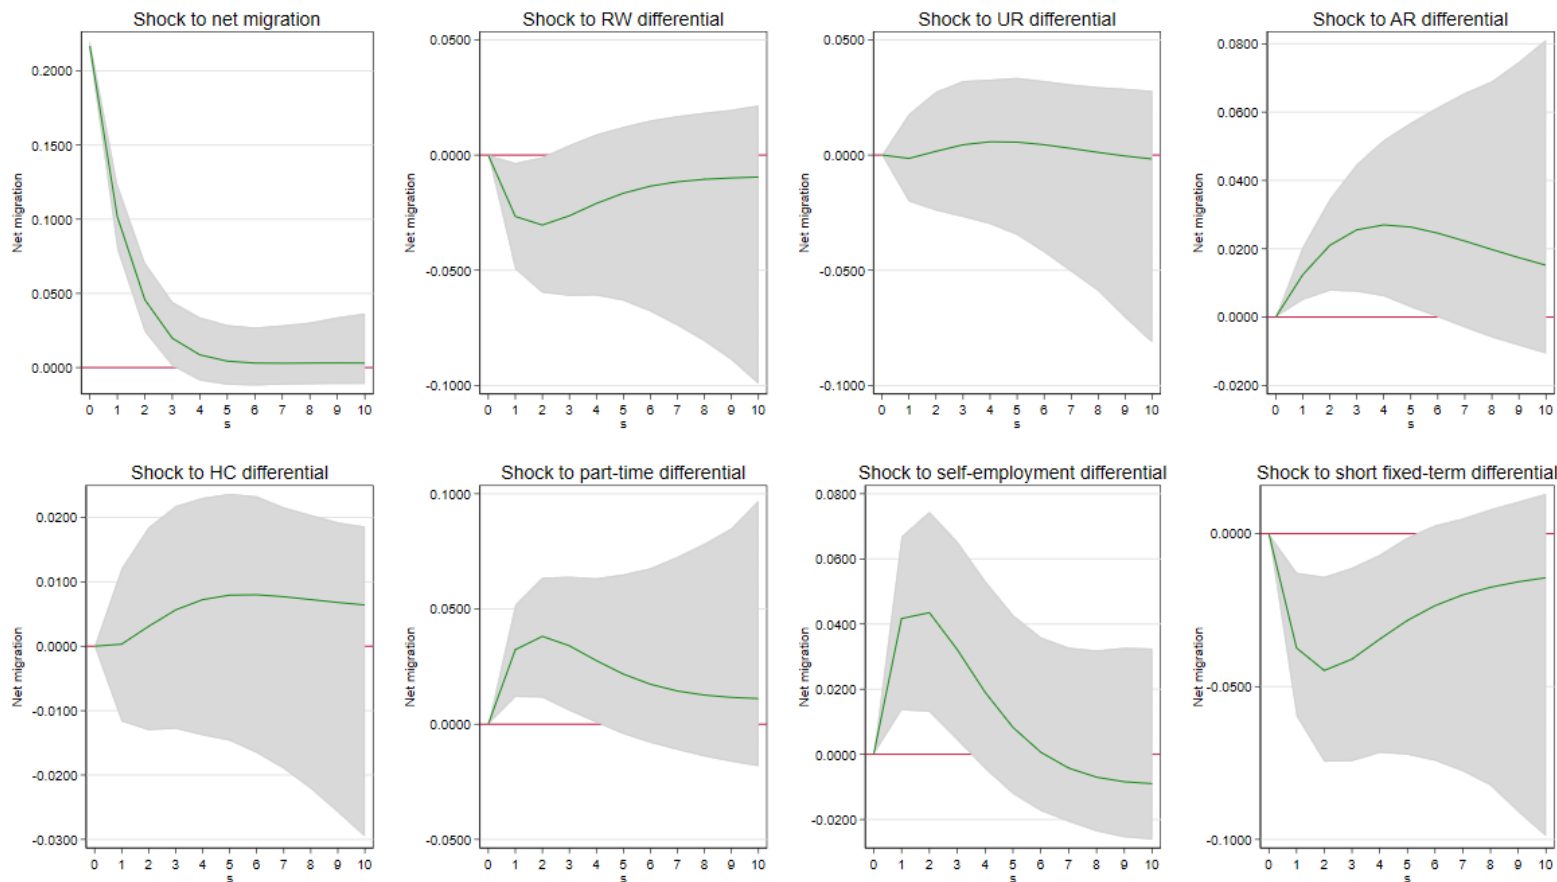 Shock to net migration
0.2000
0.1500
0.1000
0.0500
0.0000
Net migration
0 1 2 3 4 5 6 7 8 9 10
s
Shock to RW differential
0.0500
0.0000
-0.0500
-0.1000
Net migration
0 1 2 3 4 5 6 7 8 9 10
s
Shock to UR differential
0.0500
0.0000
-0.0500
-0.1000
Net migration
0 1 2 3 4 5 6 7 8 9 10
s
Shock to AR differential
0.0800
0.0600
0.0400
0.0200
0.0000
-0.0200
Net migration
0 1 2 3 4 5 6 7 8 9 10
s
Shock to HC differential
0.0200
0.0100
0.0000
-0.0100
-0.0200
-0.0300
Net migration
0 1 2 3 4 5 6 7 8 9 10
s
Shock to part-time differential
0.1000
0.0500
0.0000
-0.0500
Net migration
0 1 2 3 4 5 6 7 8 9 10
s
Shock to self-employment differential
0.0800
0.0600
0.0400
0.0200
0.0000
-0.0200
Net migration
0 1 2 3 4 5 6 7 8 9 10
s
Shock to short fixed-term differential
0.0000
-0.0500
-0.1000
Net migration
0 1 2 3 4 5 6 7 8 9 10
s